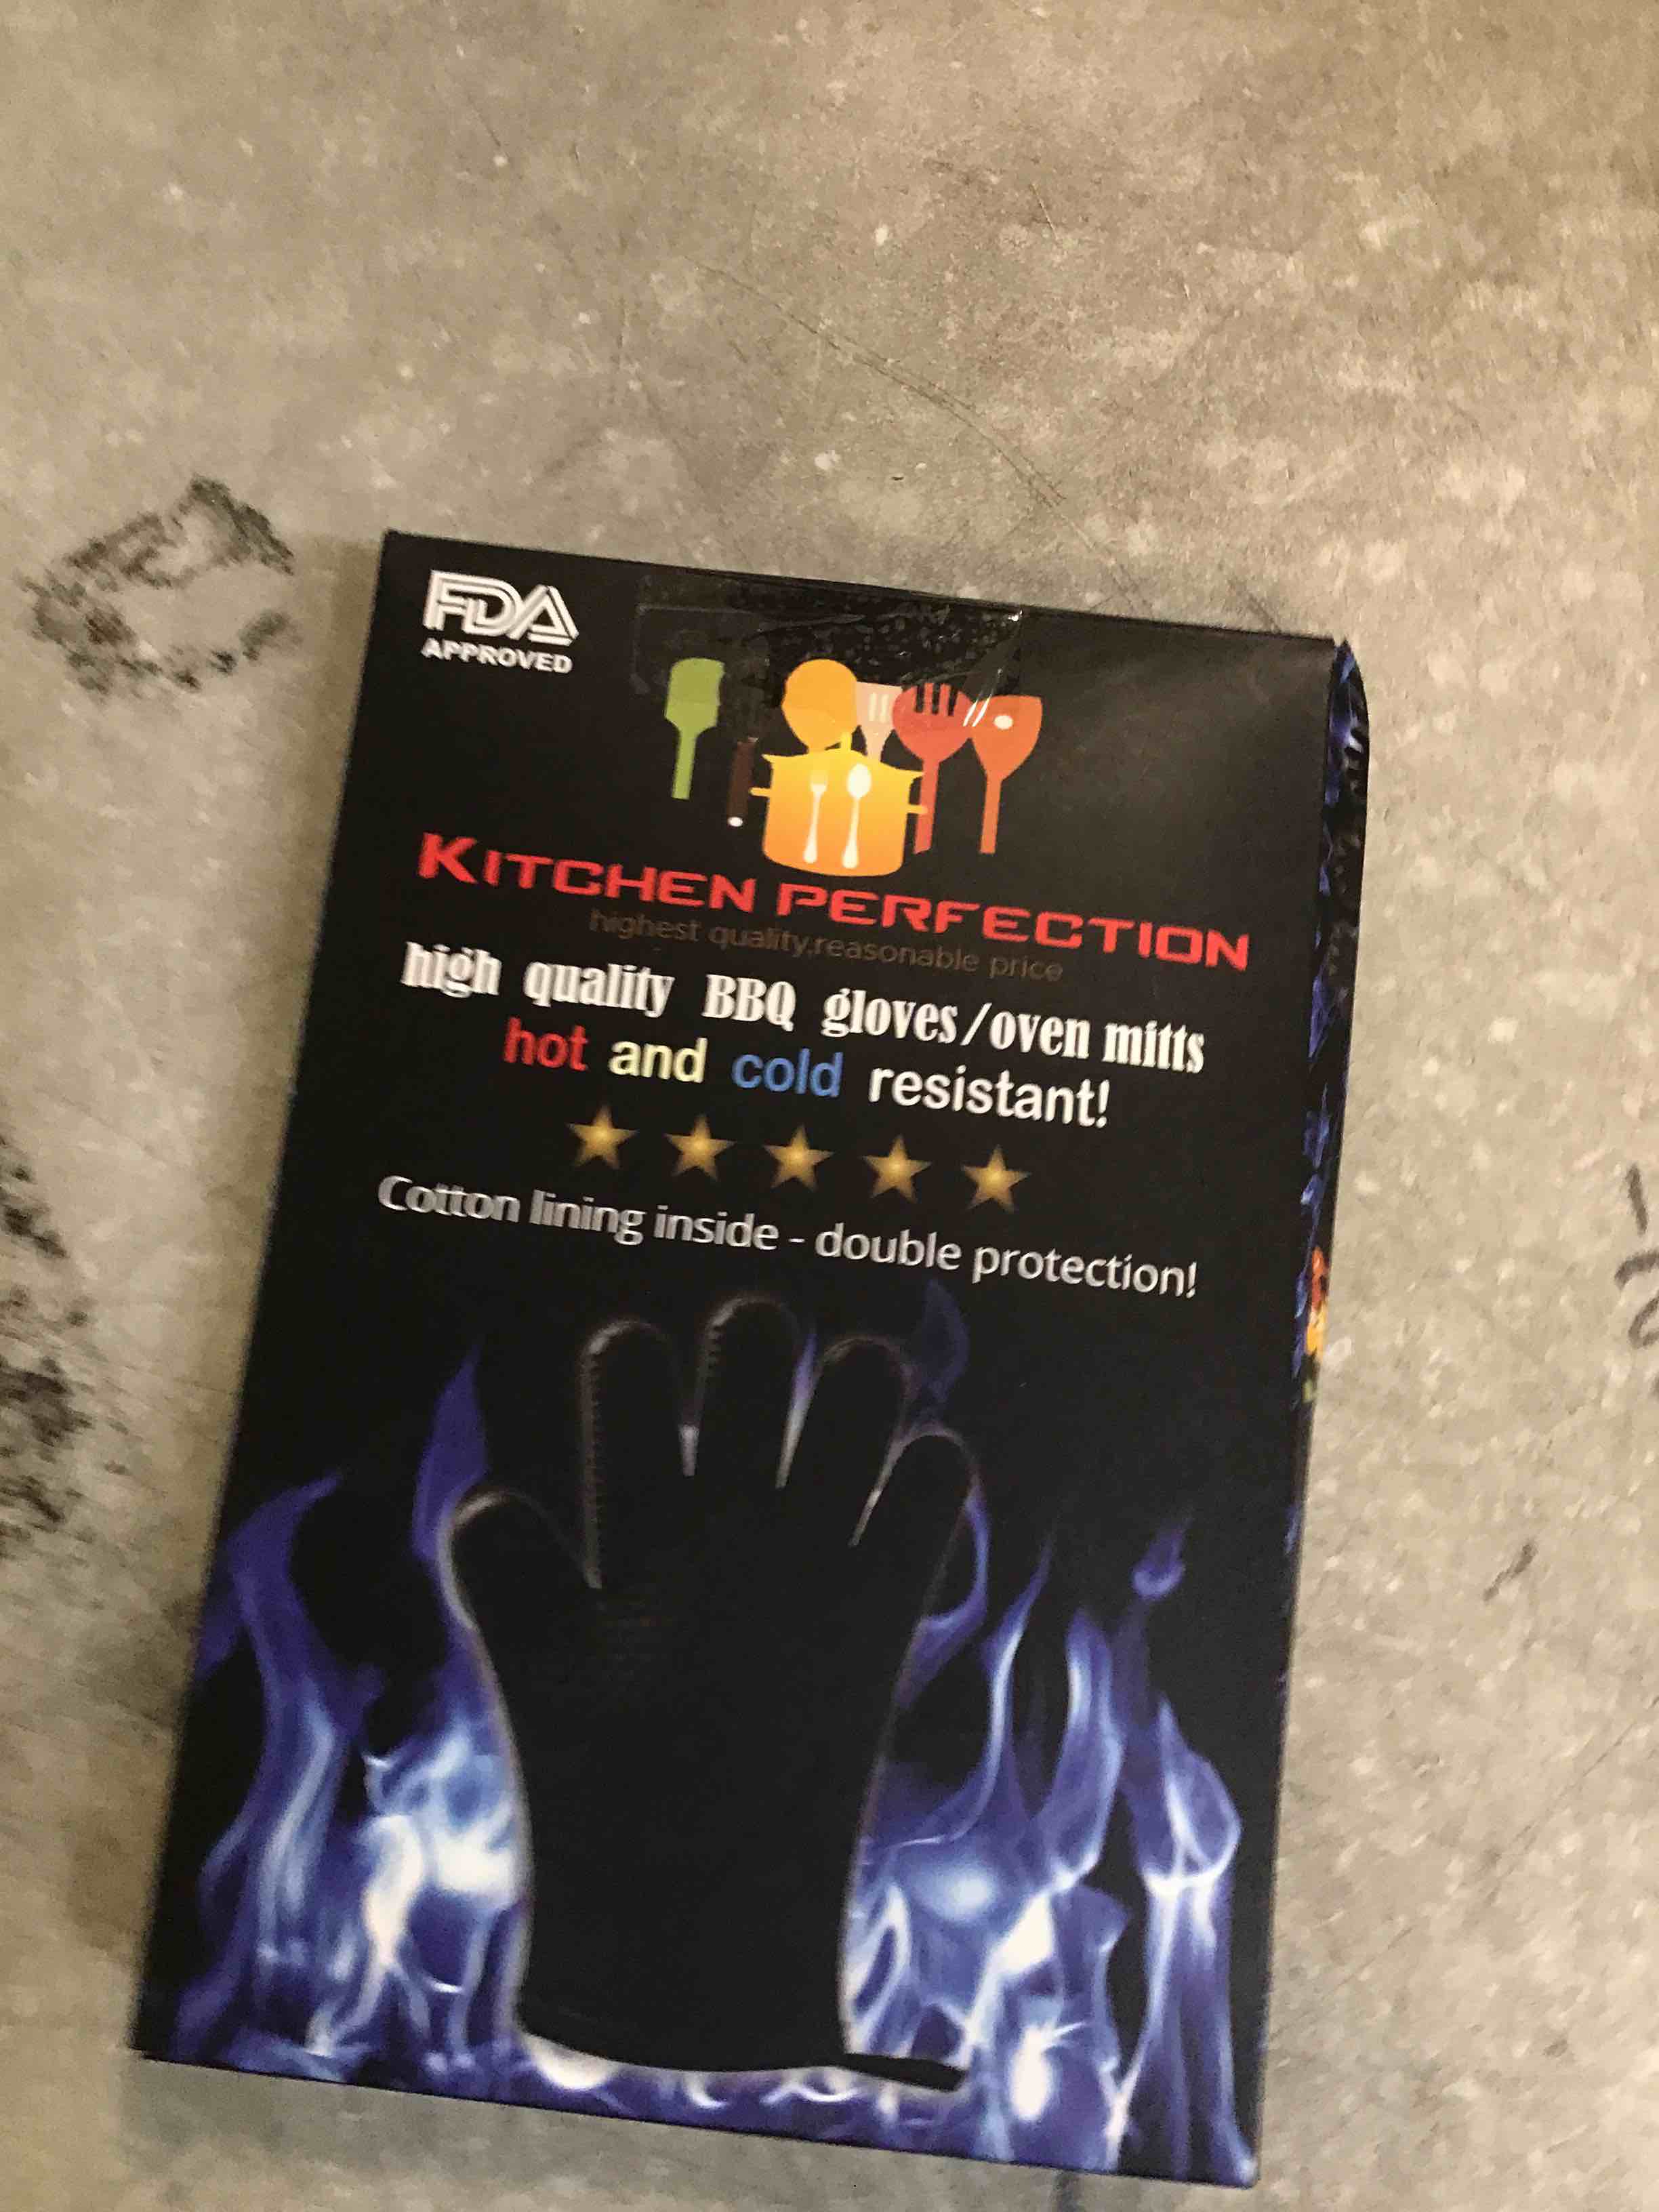 FDA
APPROVED
KITCHEN PERFECTION
highest quality,reasonable price
high quality BBQ gloves/oven mitts
hot and cold resistant!
Cotton lining inside - double protection!